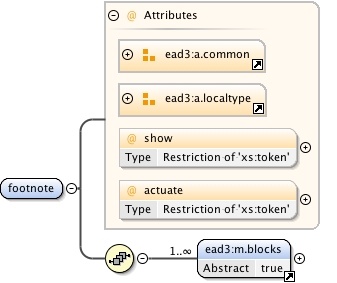 @ Attributes
ead3:a.common
ead3:a.localtype
@ show
Type Restriction of 'xs:token'
@ actuate
Type Restriction of 'xs:token'
footnote
1..∞ ead3:m.blocks
Abstract true